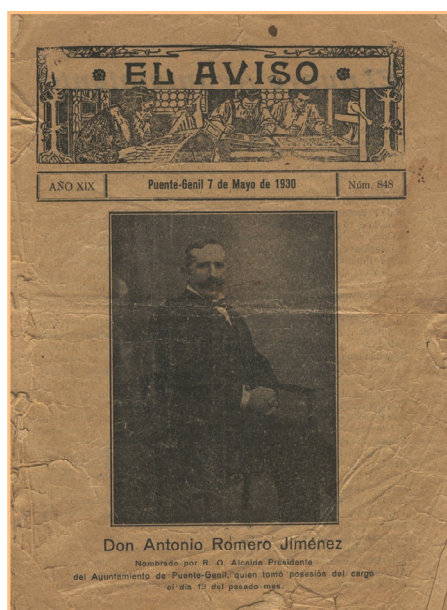 EL AVISO
AÑO XIX
Puente-Genil 7 de Mayo de 1930
Núm. 848
Don Antonio Romero Jiménez
Nombrado por R. O. Alcalde Presidente
del Ayuntamiento de Puente-Genil, quien tomó posesión del cargo
el día 12 del pasado mes.